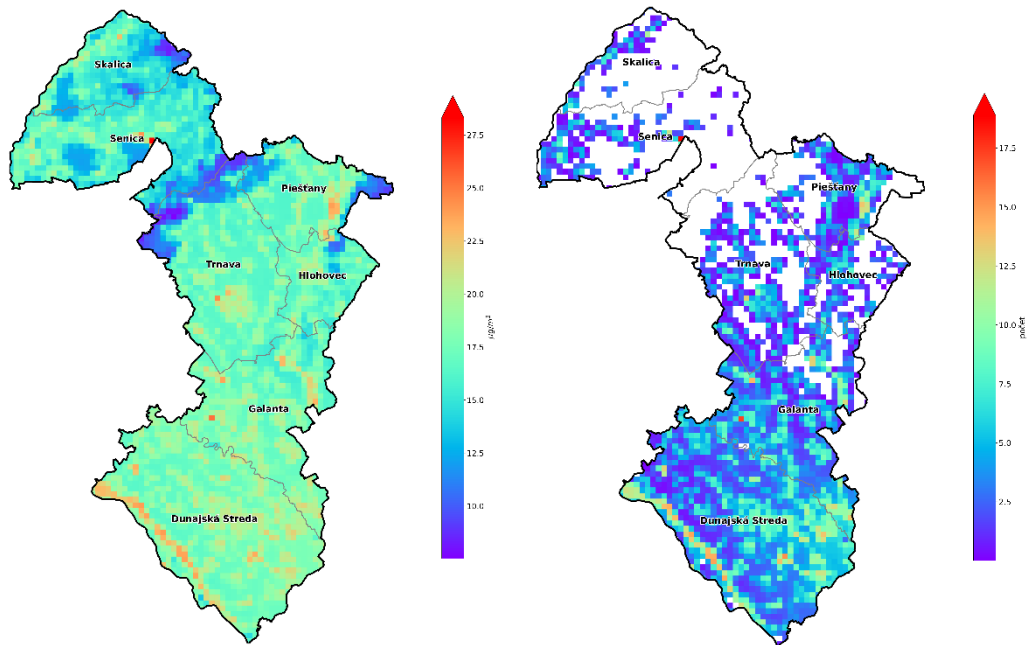 Skalica
Senica
Piešťany
Trnava
Hlohovec
Galanta
Dunajská Streda
27.5
25.0
22.5
20.0
17.5
15.0
12.5
10.0
µg/m³
Skalica
Senica
Piešťany
Trnava
Hlohovec
Galanta
Dunajská Streda
17.5
15.0
12.5
10.0
7.5
5.0
2.5
počet